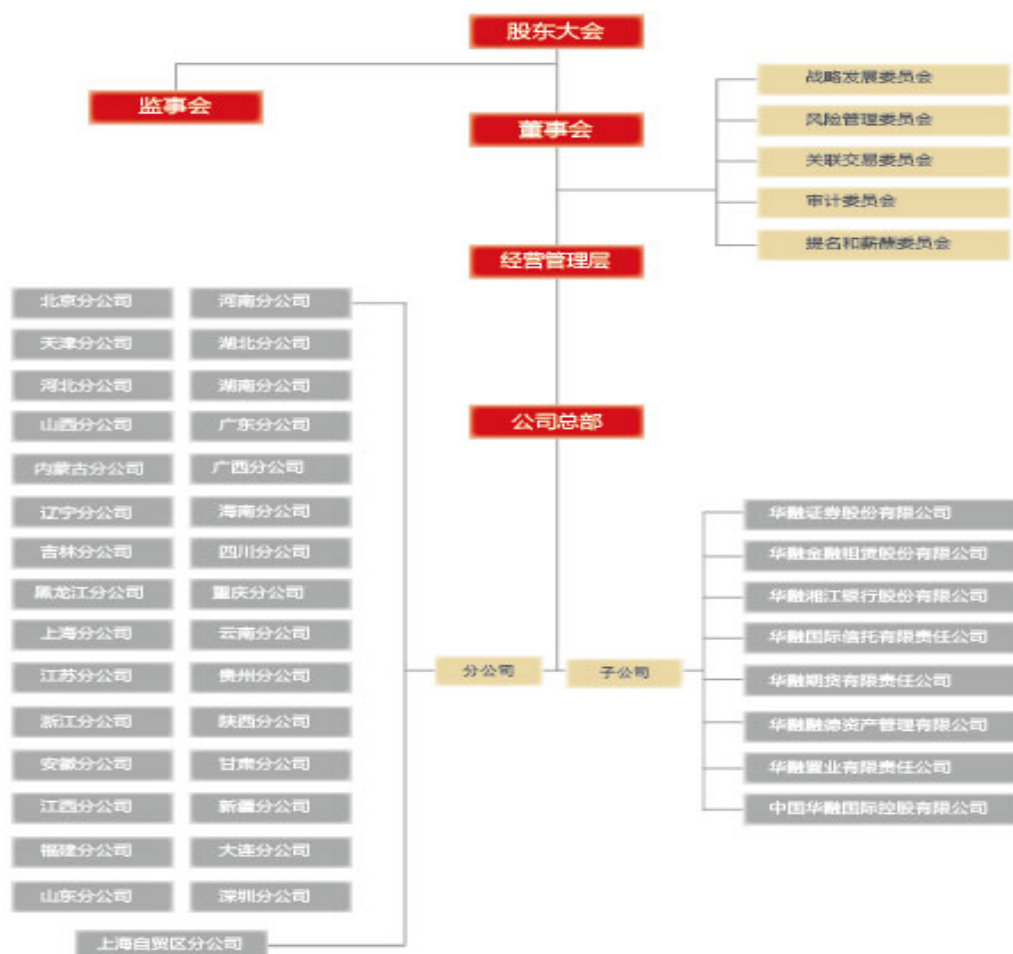 股东大会
监事会
董事会
战略发展委员会
风险管理委员会
关联交易委员会
审计委员会
提名和薪酬委员会
经营管理层
公司总部
北京分公司
河南分公司
天津分公司
湖北分公司
河北分公司
湖南分公司
山西分公司
广东分公司
内蒙古分公司
广西分公司
辽宁分公司
海南分公司
吉林分公司
四川分公司
黑龙江分公司
重庆分公司
上海分公司
云南分公司
江苏分公司
贵州分公司
浙江分公司
陕西分公司
安徽分公司
甘肃分公司
江西分公司
新疆分公司
福建分公司
大连分公司
山东分公司
深圳分公司
上海自贸区分公司
分公司
子公司
华融证券股份有限公司
华融金融租赁股份有限公司
华融湘江银行股份有限公司
华融国际信托有限责任公司
华融期货有限责任公司
华融融德资产管理有限公司
华融置业有限责任公司
中国华融国际控股有限公司